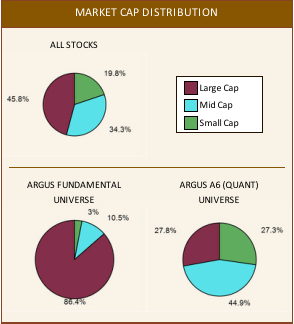 MARKET CAP DISTRIBUTION
ALL STOCKS
19.8%
45.8%
34.3%
Large Cap
Mid Cap
Small Cap
ARGUS FUNDAMENTAL
UNIVERSE
3%
10.5%
86.4%
ARGUS A6 (QUANT)
UNIVERSE
27.8%
27.3%
44.9%